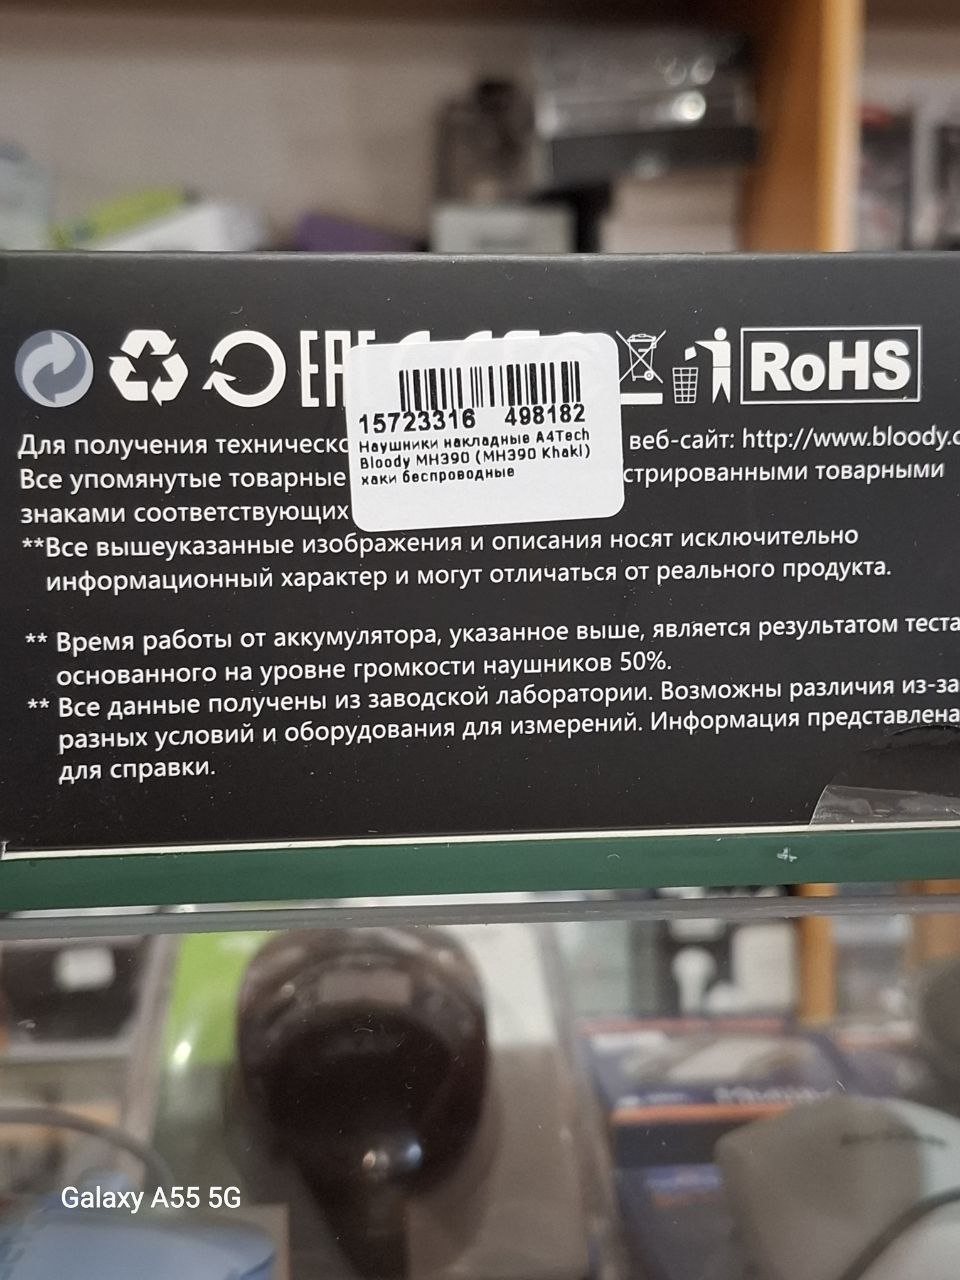 ЕАС
RoHS
15723316 498182
Наушники накладные A4Tech
Bloody MH390 (MH390 Khaki)
хаки беспроводные
Для получения веб-сайт: http://www.bloody.
Все упомянутые товарные
знаками соответствующих товарными
**Все вышеуказанные изображения и описания носят исключительно
информационный характер и могут отличаться от реального продукта.
** Время работы от аккумулятора, указанное выше, является результатом
основанного на уровне громкости наушников 50%.
** Все данные получены из заводской лаборатории. Возможны различия из-за
разных условий и оборудования для измерений. Информация представлена
для справки.
Galaxy A55 5G